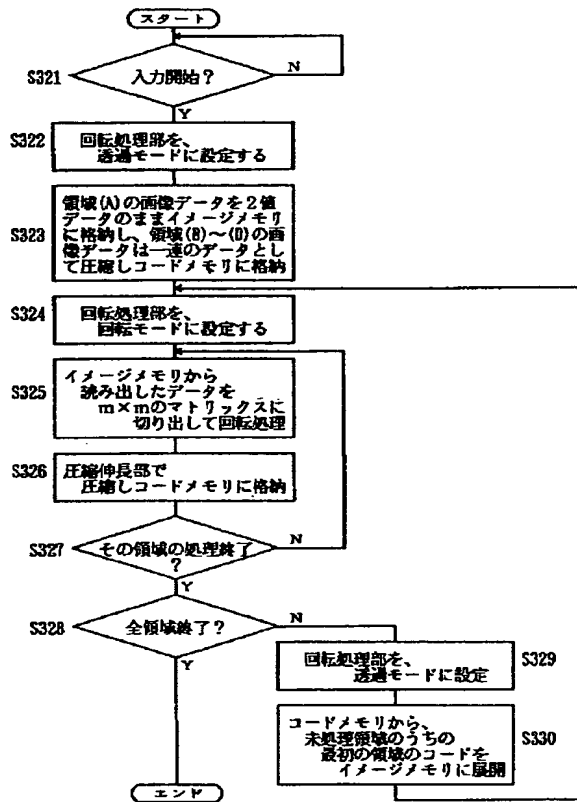 スタート
S321
入力開始?
N
Y
S322
回転処理部を、
透過モードに設定する
S323
領域(A)の画像データを2値
データのままイメージメモリ
に格納し、領域(B)~(D)の画
像データは一連のデータとし
て圧縮しコードメモリに格納
S324
回転処理部を、
回転モードに設定する
S325
イメージメモリから
読み出したデータを
m×mのマトリックスに
切り出して回転処理
S326
圧縮伸長部で
圧縮しコードメモリに格納
S327
その領域の処理終了
?
N
Y
S328
全領域終了?
N
Y
回転処理部を、
透過モードに設定
S329
コードメモリから、
未処理領域のうちの
最初の領域のコードを
イメージメモリに展開
S330
エンド